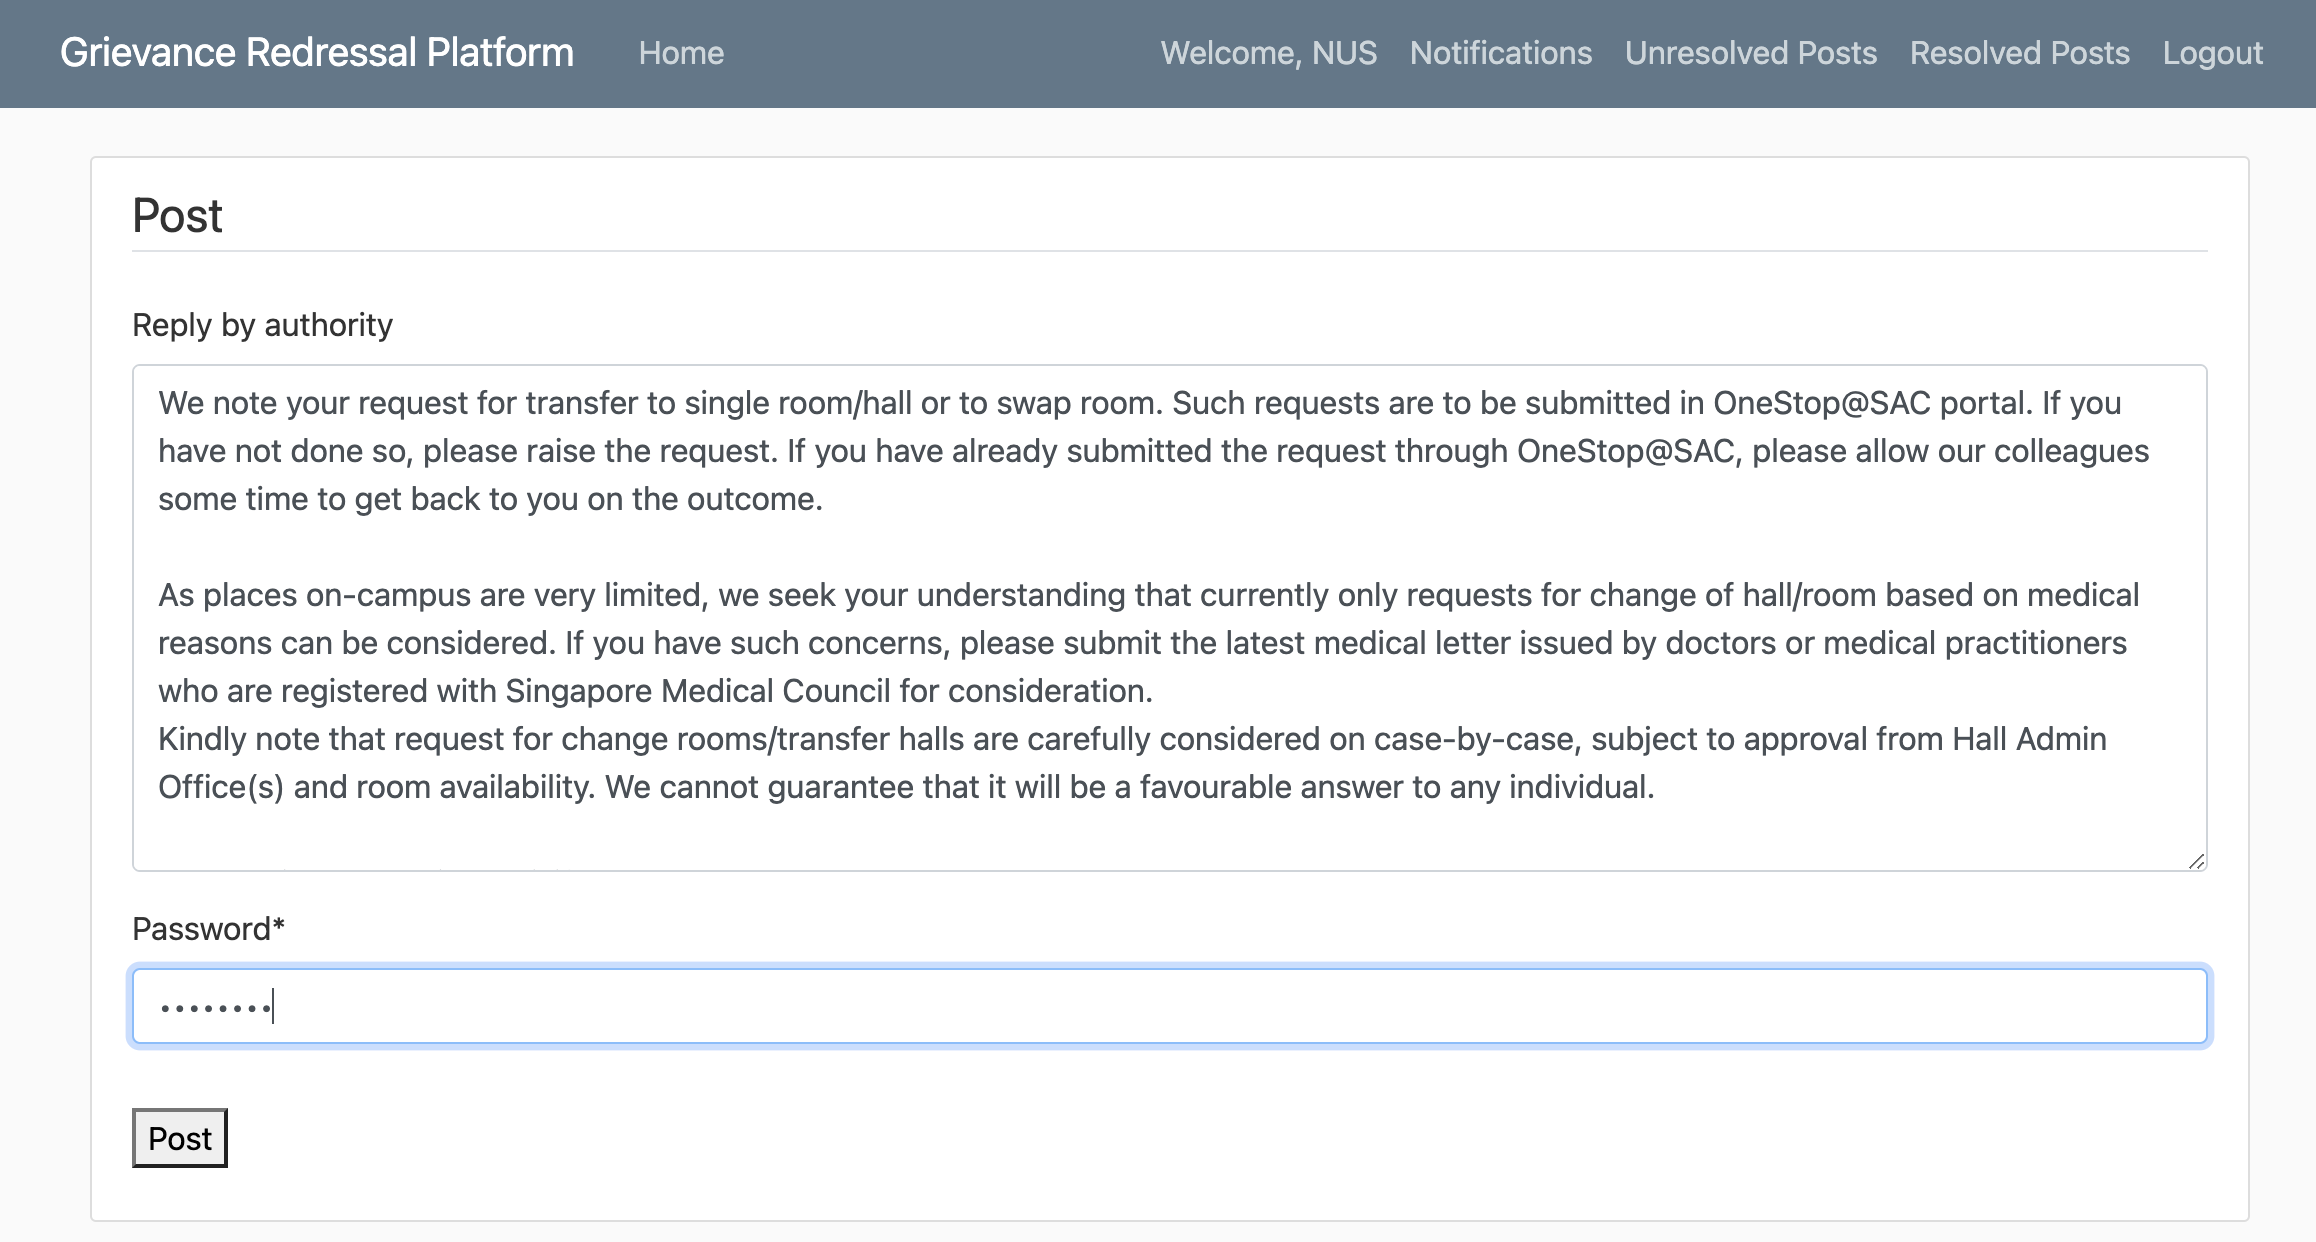 Grievance Redressal Platform Home Welcome, NUS Notifications Unresolved Posts Resolved Posts Logout
Post
Reply by authority
We note your request for transfer to single room/hall or to swap room. Such requests are to be submitted in OneStop@SAC portal. If you
have not done so, please raise the request. If you have already submitted the request through OneStop@SAC, please allow our colleagues
some time to get back to you on the outcome.
As places on-campus are very limited, we seek your understanding that currently only requests for change of hall/room based on medical
reasons can be considered. If you have such concerns, please submit the latest medical letter issued by doctors or medical practitioners
who are registered with Singapore Medical Council for consideration.
Kindly note that request for change rooms/transfer halls are carefully considered on case-by-case, subject to approval from Hall Admin
Office(s) and room availability. We cannot guarantee that it will be a favourable answer to any individual.
Password*
••••••••
Post